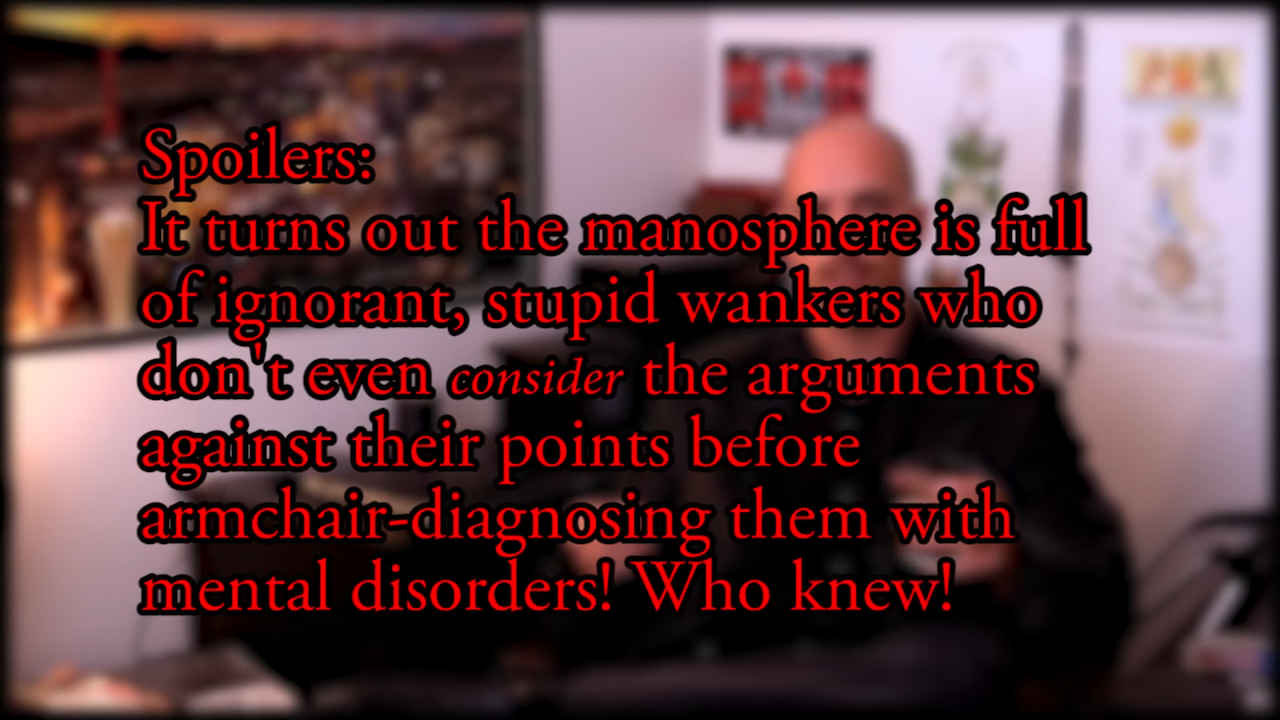 Spoilers:
It turns out the manosphere is full
of ignorant, stupid wankers who
don't even consider the arguments
against their points before
armchair-diagnosing them with
mental disorders! Who knew!